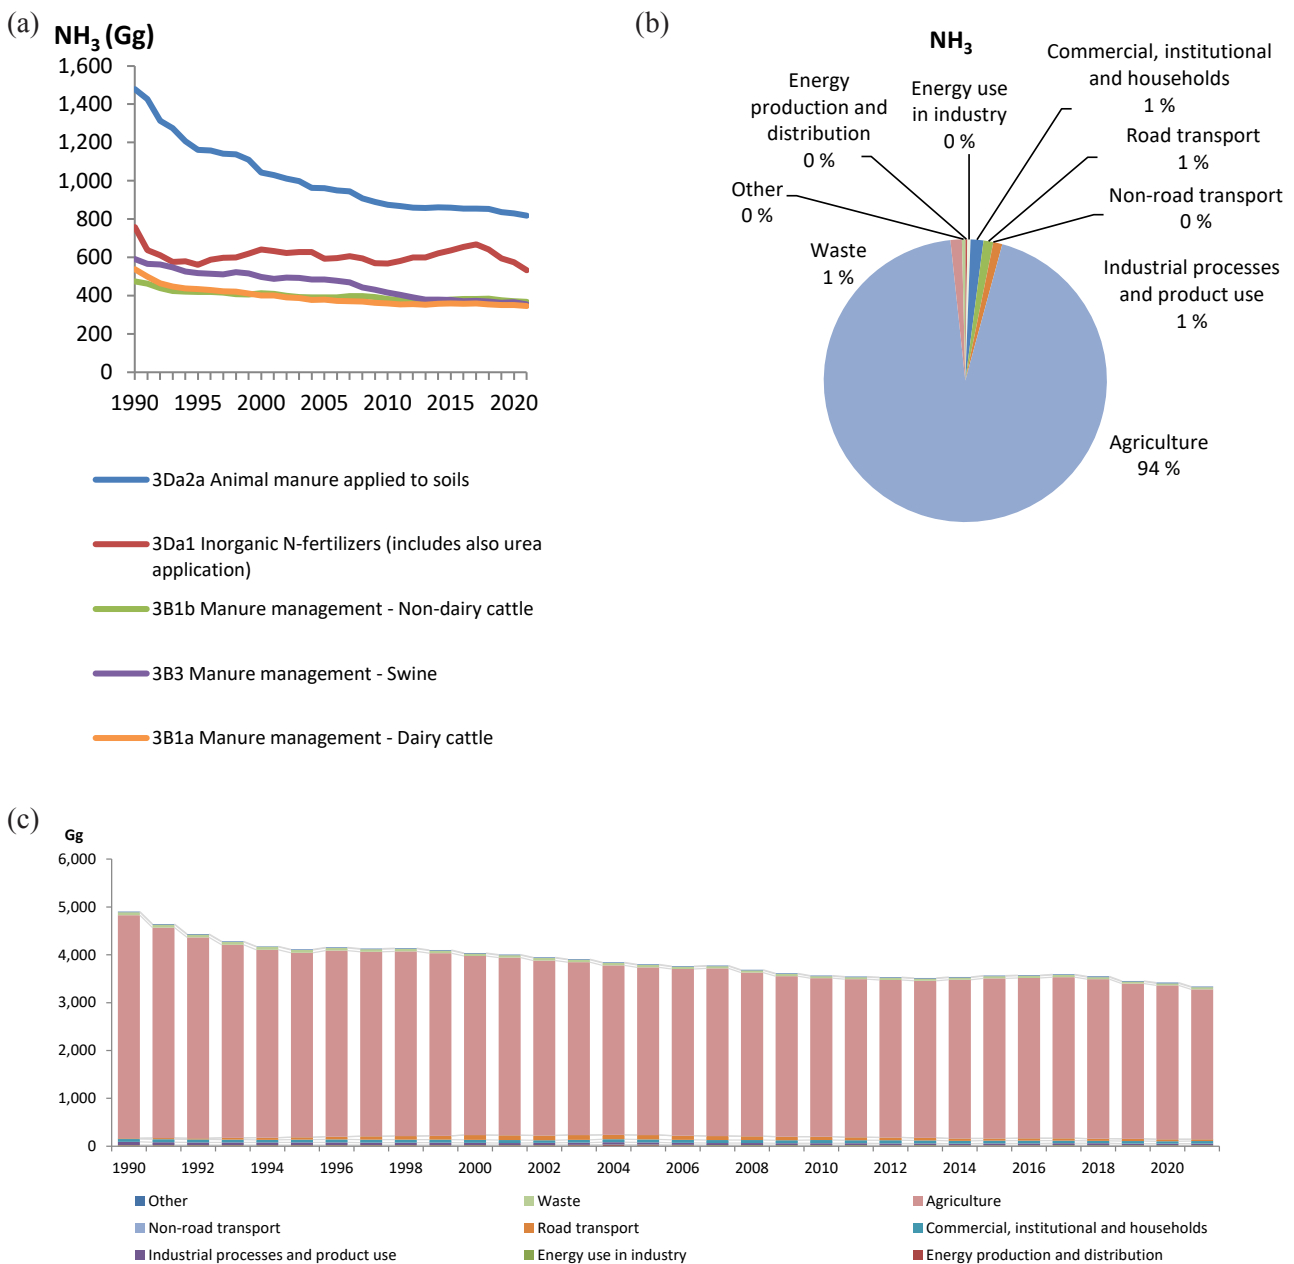 (a)
NH3 (Gg)
1,600
1,400
1,200
1,000
800
600
400
200
0
1990 1995 2000 2005 2010 2015 2020
3Da2a Animal manure applied to soils
3Da1 Inorganic N-fertilizers (includes also urea
application)
3B1b Manure management - Non-dairy cattle
3B3 Manure management - Swine
3B1a Manure management - Dairy cattle
(b)
NH3
Commercial, institutional
and households
1 %
Energy
production and
distribution
0 %
Energy use
in industry
0 %
Road transport
1 %
Other
0 %
Non-road transport
0 %
Waste
1 %
Industrial processes
and product use
1 %
Agriculture
94 %
(c)
Gg
6,000
5,000
4,000
3,000
2,000
1,000
0
1990 1992 1994 1996 1998 2000 2002 2004 2006 2008 2010 2012 2014 2016 2018 2020
Other Waste Agriculture
Non-road transport Road transport Commercial, institutional and households
Industrial processes and product use Energy use in industry Energy production and distribution